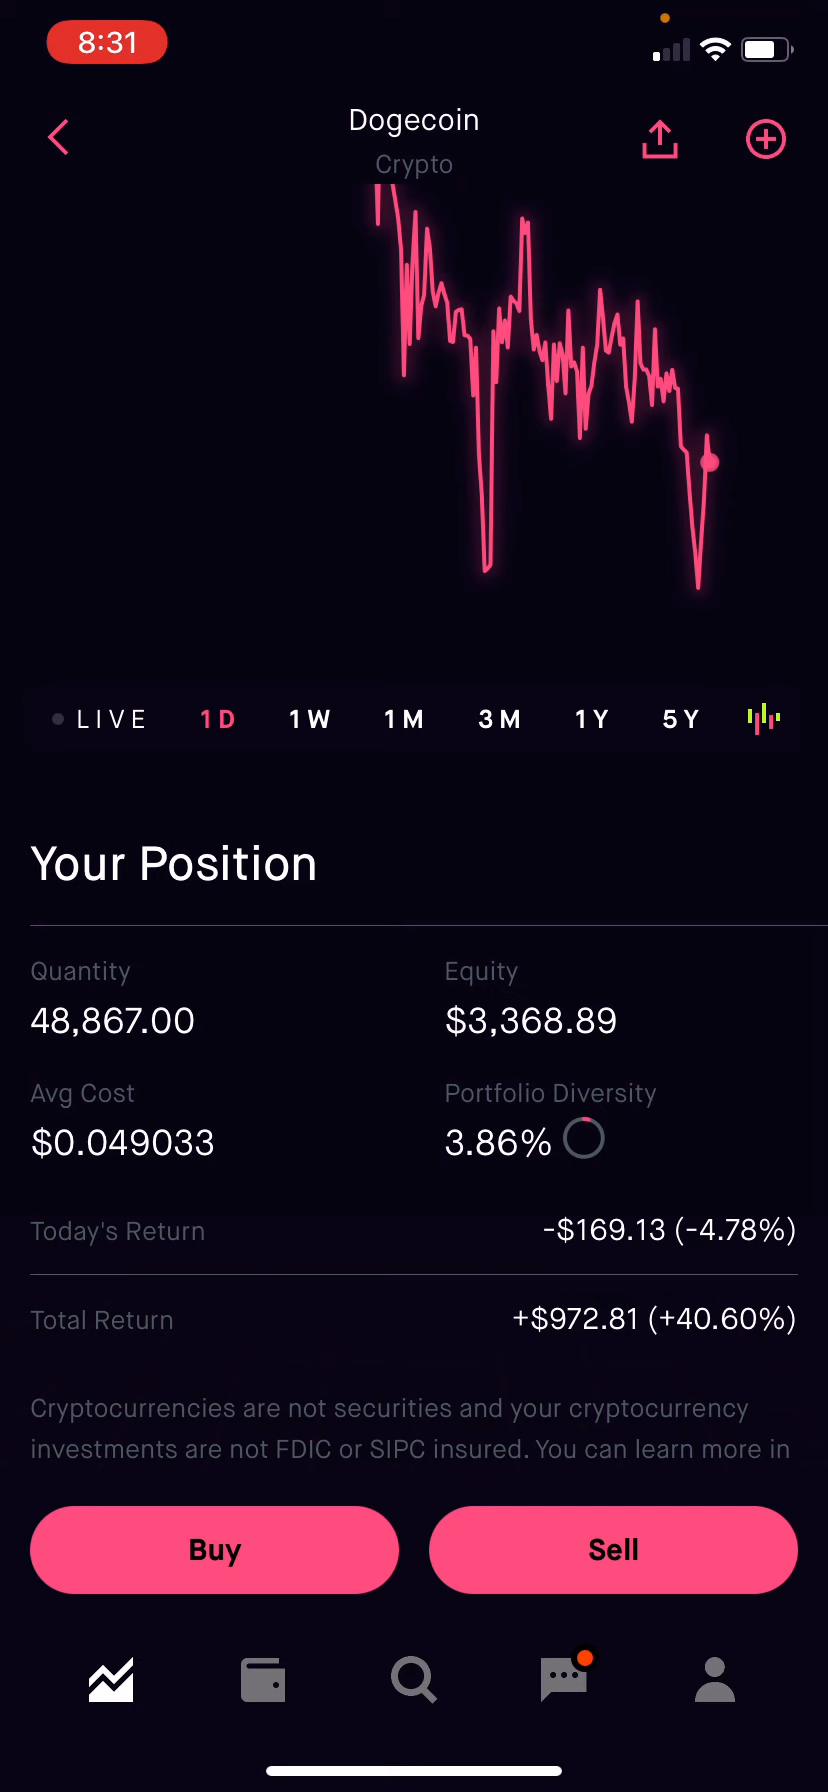 8:31
Dogecoin
Crypto
LIVE 1D 1W 1M 3M 1Y 5Y
Your Position
Quantity Equity
48,867.00 $3,368.89
Avg Cost Portfolio Diversity
$0.049033 3.86%
Today's Return -$169.13 (-4.78%)
Total Return +$972.81 (+40.60%)
Cryptocurrencies are not securities and your cryptocurrency
investments are not FDIC or SIPC insured. You can learn more in
Buy Sell